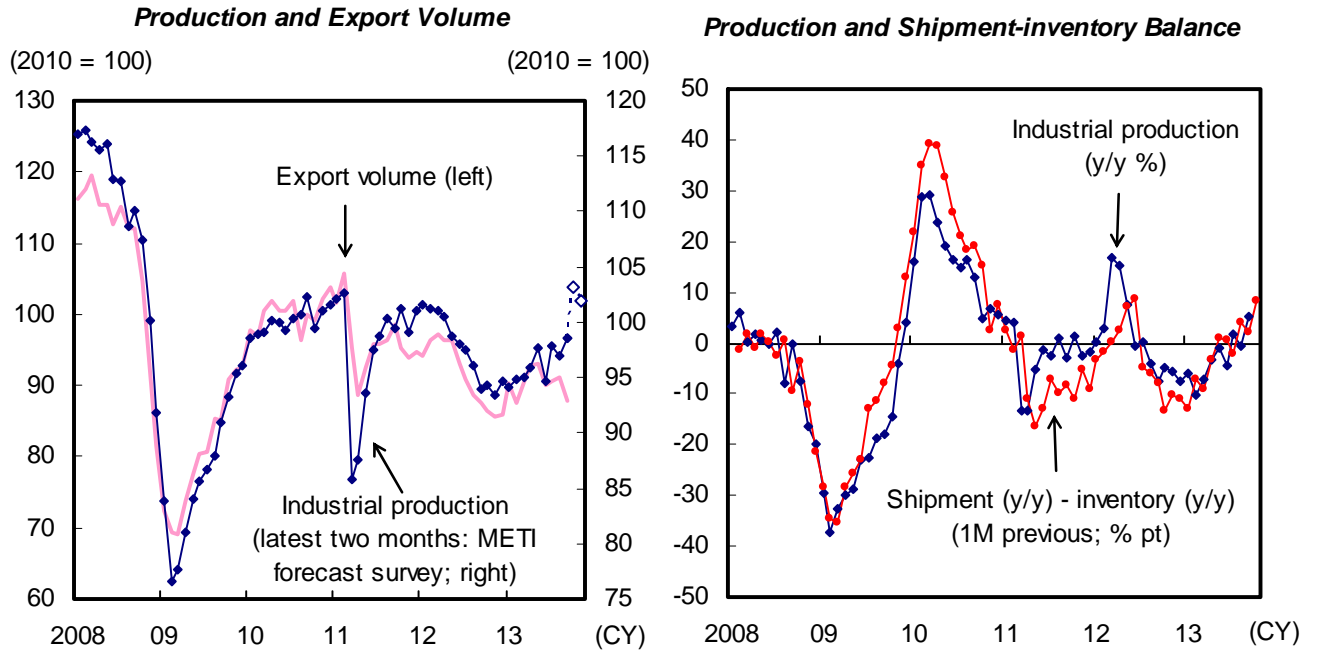 Production and Export Volume
(2010 = 100)
(2010 = 100)
130
120
110
100
90
80
70
60
120
115
110
105
100
95
90
85
80
75
Export volume (left)
Industrial production
(latest two months: METI
forecast survey; right)
2008
09
10
11
12
13
(CY)
Production and Shipment-inventory Balance
50
40
30
20
10
0
-10
-20
-30
-40
-50
Industrial production
(y/y %)
Shipment (y/y) - inventory (y/y)
(1M previous; % pt)
2008
09
10
11
12
13
(CY)